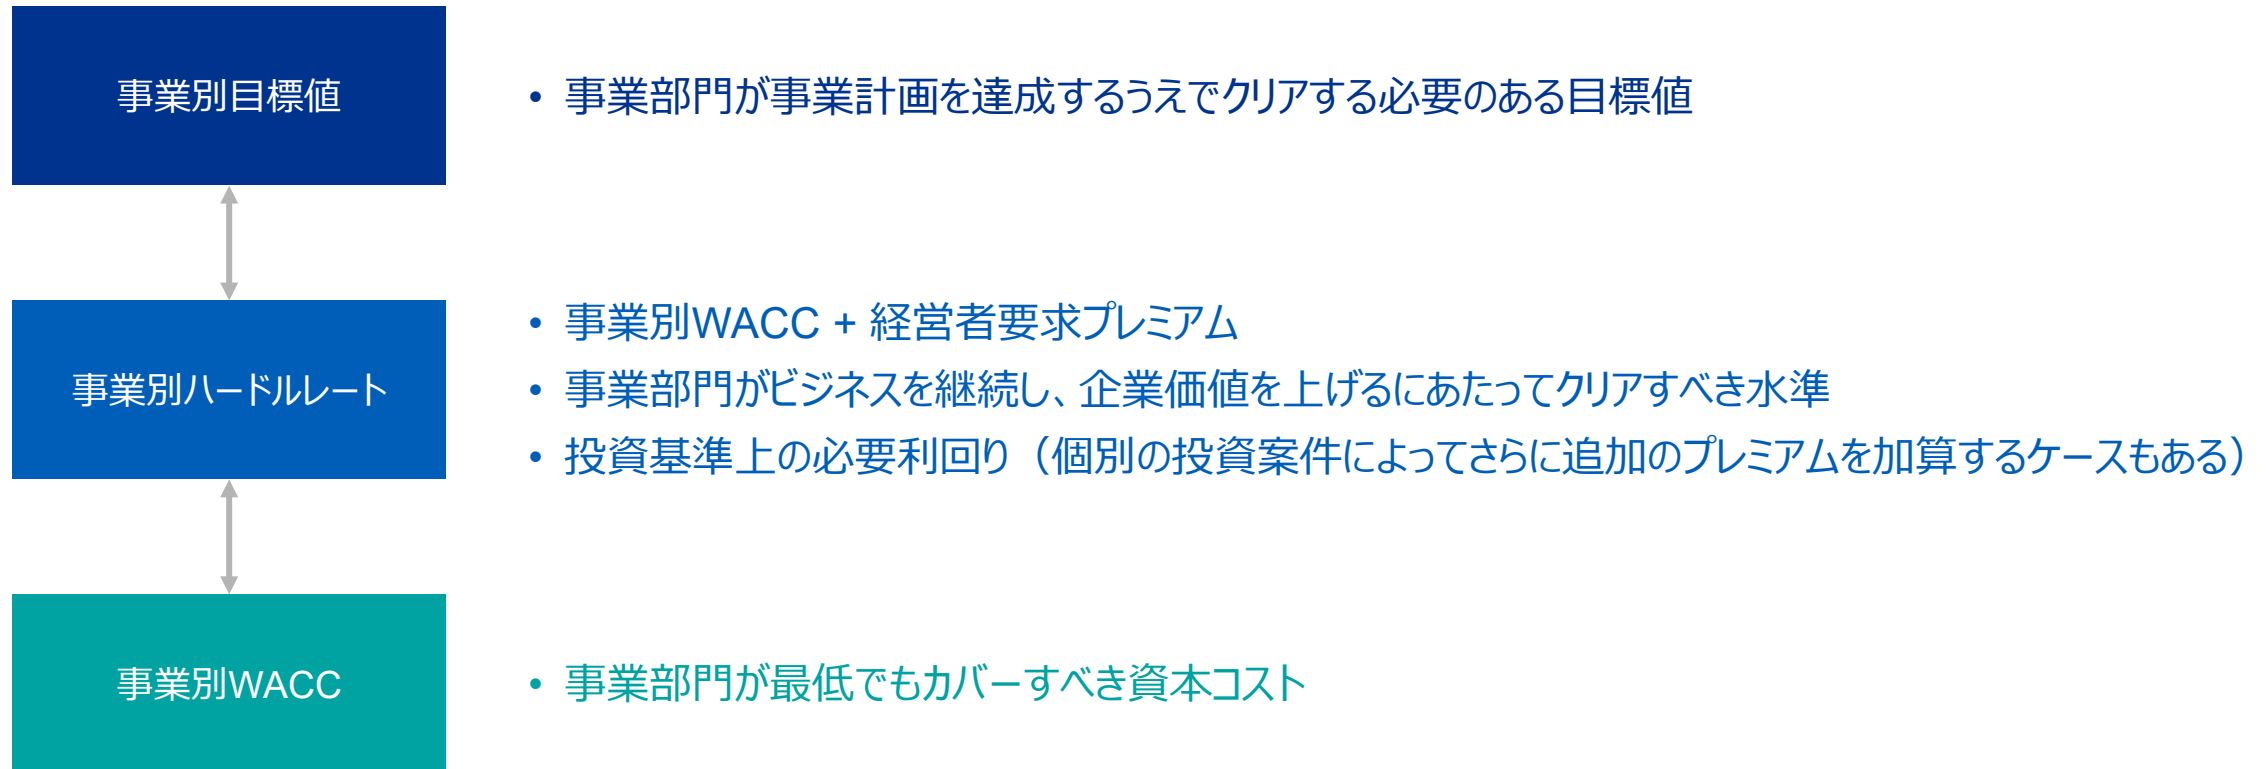 事業別目標値
• 事業部門が事業計画を達成するうえでクリアする必要のある目標値
事業別ハードルレート
• 事業別WACC + 経営者要求プレミアム
• 事業部門がビジネスを継続し、企業価値を上げるにあたってクリアすべき水準
• 投資基準上の必要利回り（個別の投資案件によってさらに追加のプレミアムを加算するケースもある）
事業別WACC
• 事業部門が最低でもカバーすべき資本コスト